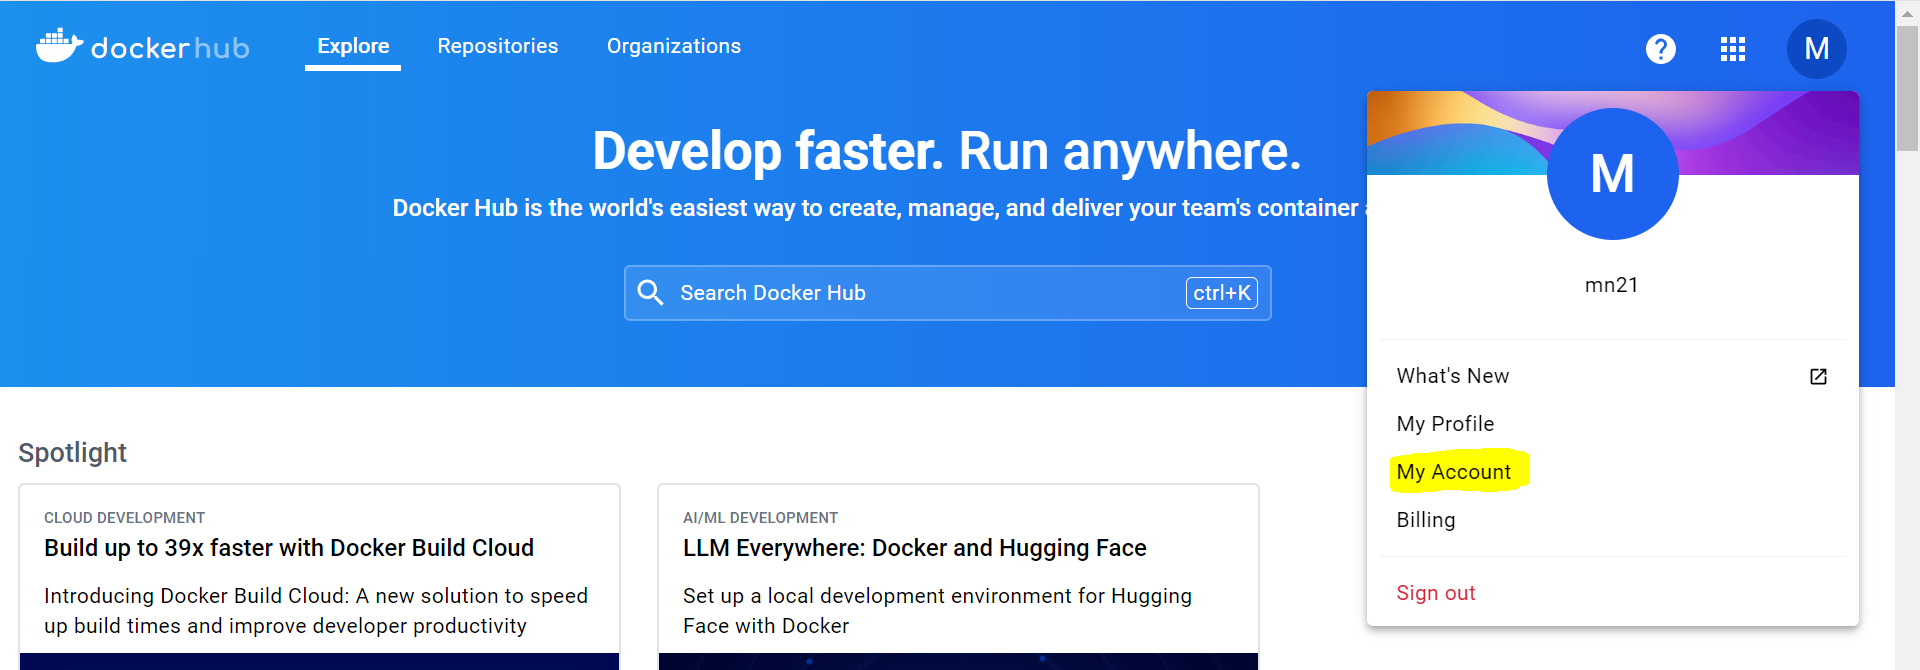 docker hub
Explore Repositories Organizations
M
Develop faster. Run anywhere.
Docker Hub is the world's easiest way to create, manage, and deliver your team's container
Search Docker Hub ctrl+K
M
mn21
What's New
My Profile
My Account
Billing
Sign out
Spotlight
CLOUD DEVELOPMENT
Build up to 39x faster with Docker Build Cloud
Introducing Docker Build Cloud: A new solution to speed
up build times and improve developer productivity
AI/ML DEVELOPMENT
LLM Everywhere: Docker and Hugging Face
Set up a local development environment for Hugging
Face with Docker